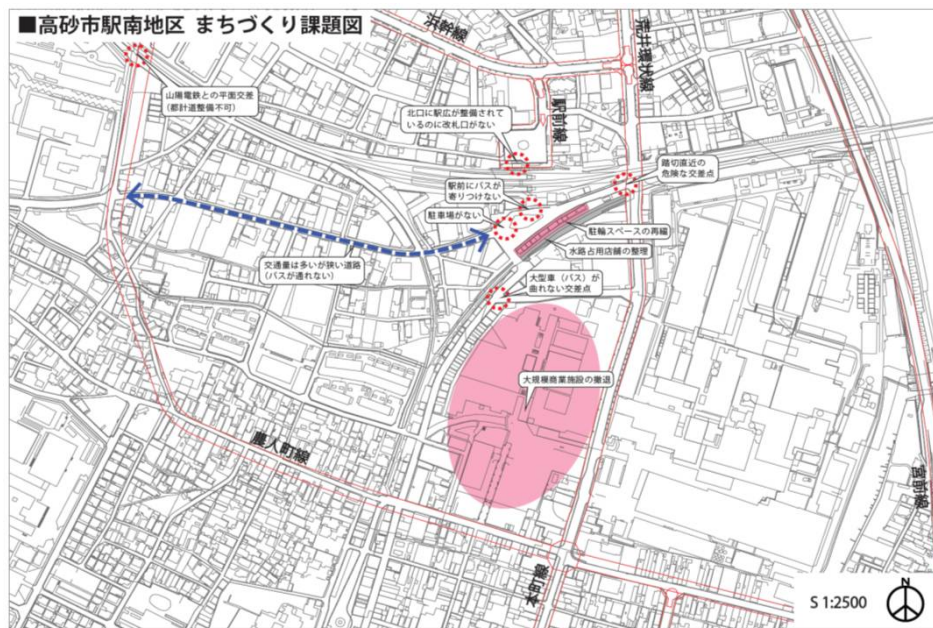 ■高砂市駅南地区 まちづくり課題図
浜幹線
荒井環状線
駅前線
山陽電鉄との平面交差
(都計道整備不可)
北口に駅広が整備されて
いるのに改札口がない
踏切直近の
危険な交差点
駅前にバスが
寄りつけない
駐車場がない
駐輪スペースの再編
水路占用店舗の整理
交通量は多いが狭い道路
(バスが通れない)
大型車(バス)が
曲れない交差点
大規模商業施設の撤退
農人町線
宮前線
S 1:2500
N